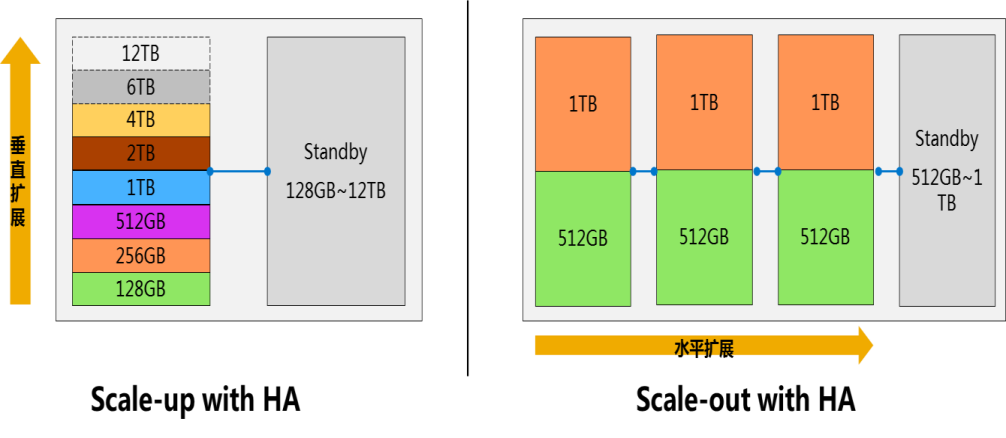 垂直扩展
12TB
6TB
4TB
2TB
1TB
512GB
256GB
128GB
Standby
128GB~12TB
Scale-up with HA
1TB
512GB
1TB
512GB
1TB
512GB
Standby
512GB~1
TB
水平扩展
Scale-out with HA